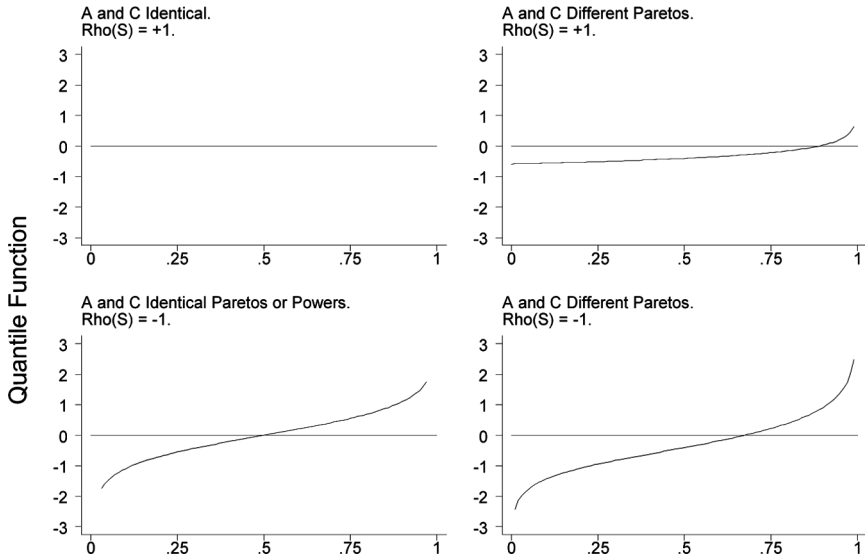 Quantile Function
A and C Identical.
Rho(S) = +1.
3
2
1
0
-1
-2
-3
0 .25 .5 .75 1
A and C Different Paretos.
Rho(S) = +1.
3
2
1
0
-1
-2
-3
0 .25 .5 .75 1
A and C Identical Paretos or Powers.
Rho(S) = -1.
3
2
1
0
-1
-2
-3
0 .25 .5 .75 1
A and C Different Paretos.
Rho(S) = -1.
3
2
1
0
-1
-2
-3
0 .25 .5 .75 1